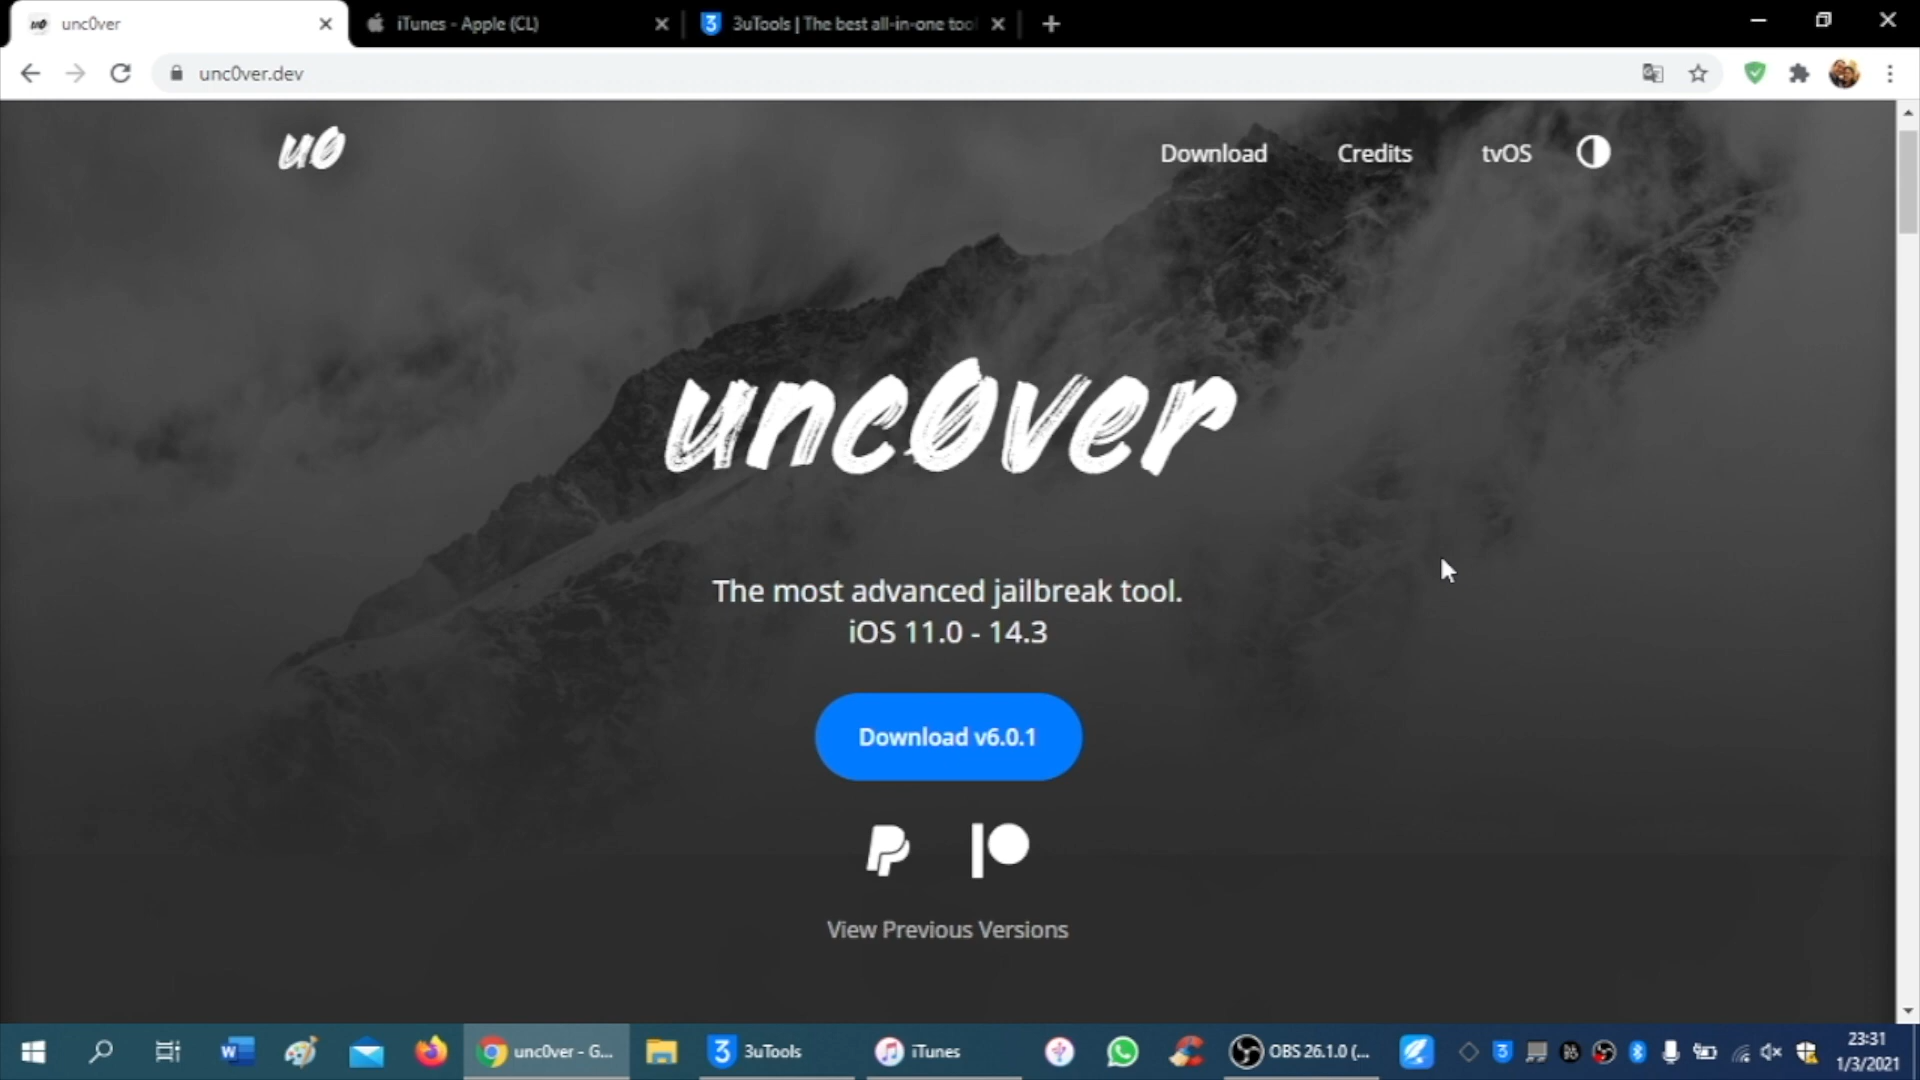 unc0ver
iTunes - Apple (CL)
3uTools | The best all-in-one tool
unc0ver.dev
u0
Download
Credits
tvOS
unc0ver
The most advanced jailbreak tool.
iOS 11.0 - 14.3
Download v6.0.1
View Previous Versions
unc0ver - G...
3uTools
iTunes
OBS 26.1.0 (...
23:31
1/3/2021